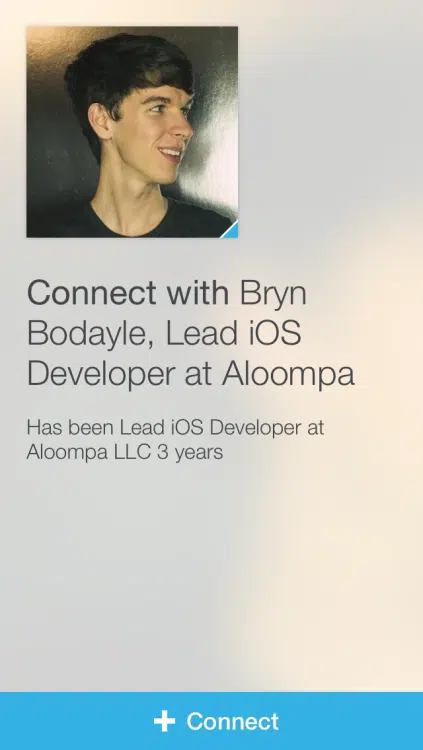 Connect with Bryn
Bodayle, Lead iOS
Developer at Aloompa
Has been Lead iOS Developer at
Aloompa LLC 3 years
Connect